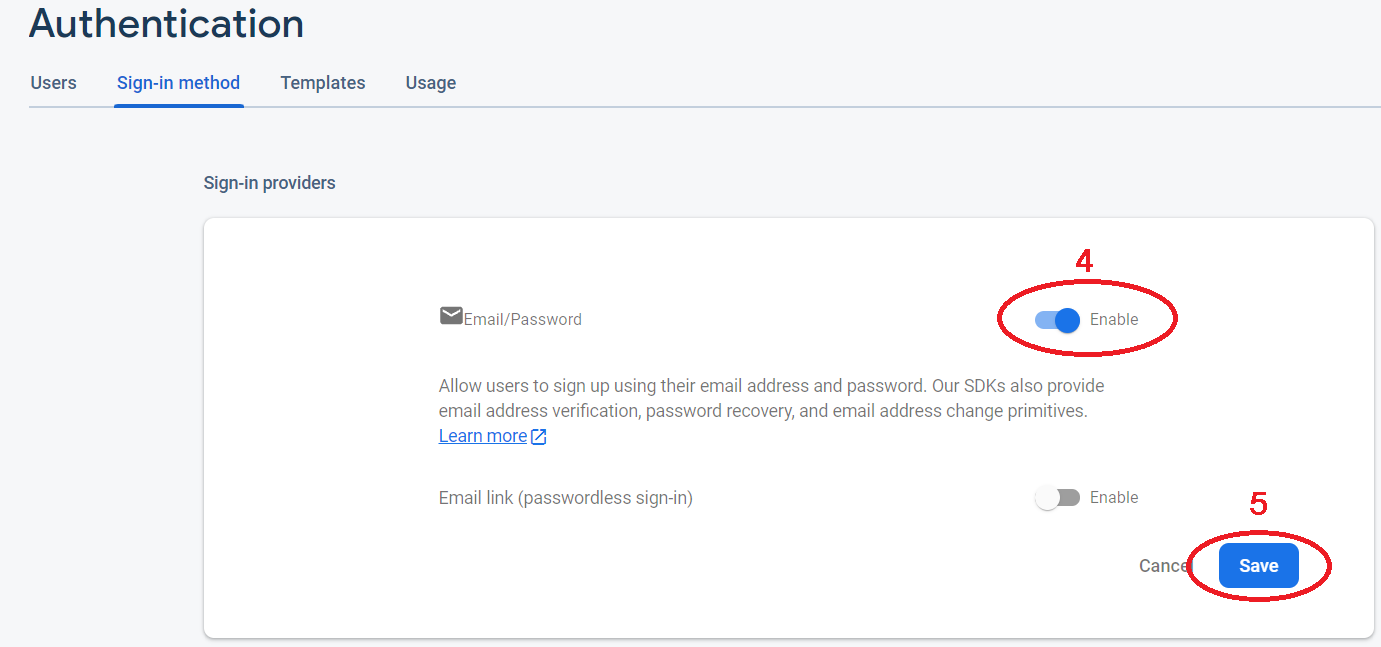 Authentication
Users Sign-in method Templates Usage
Sign-in providers
4
Email/Password Enable
Allow users to sign up using their email address and password. Our SDKs also provide
email address verification, password recovery, and email address change primitives.
Learn more
Email link (passwordless sign-in) Enable
5
Cancel Save